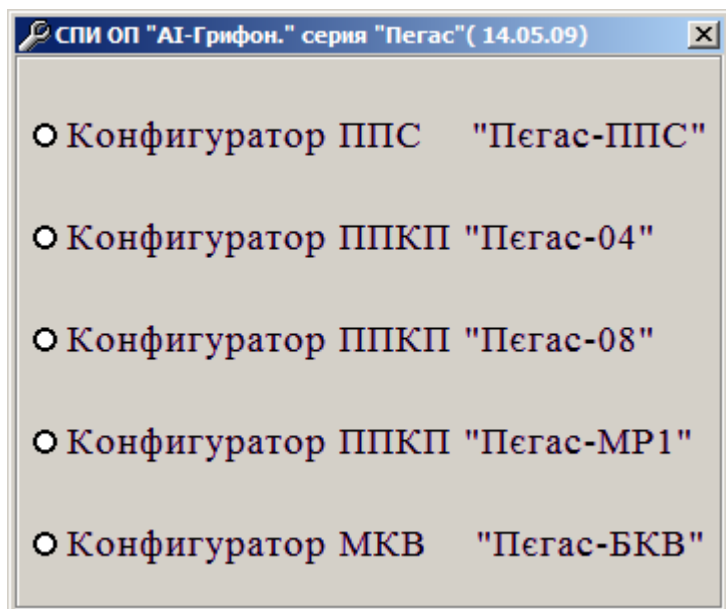 СПИ ОП "AI-Грифон." серия "Пегас"( 14.05.09)
Конфигуратор ППС "Пєгас-ППС"
Конфигуратор ППКП "Пєгас-04"
Конфигуратор ППКП "Пєгас-08"
Конфигуратор ППКП "Пєгас-МР1"
Конфигуратор МКВ "Пєгас-БКВ"